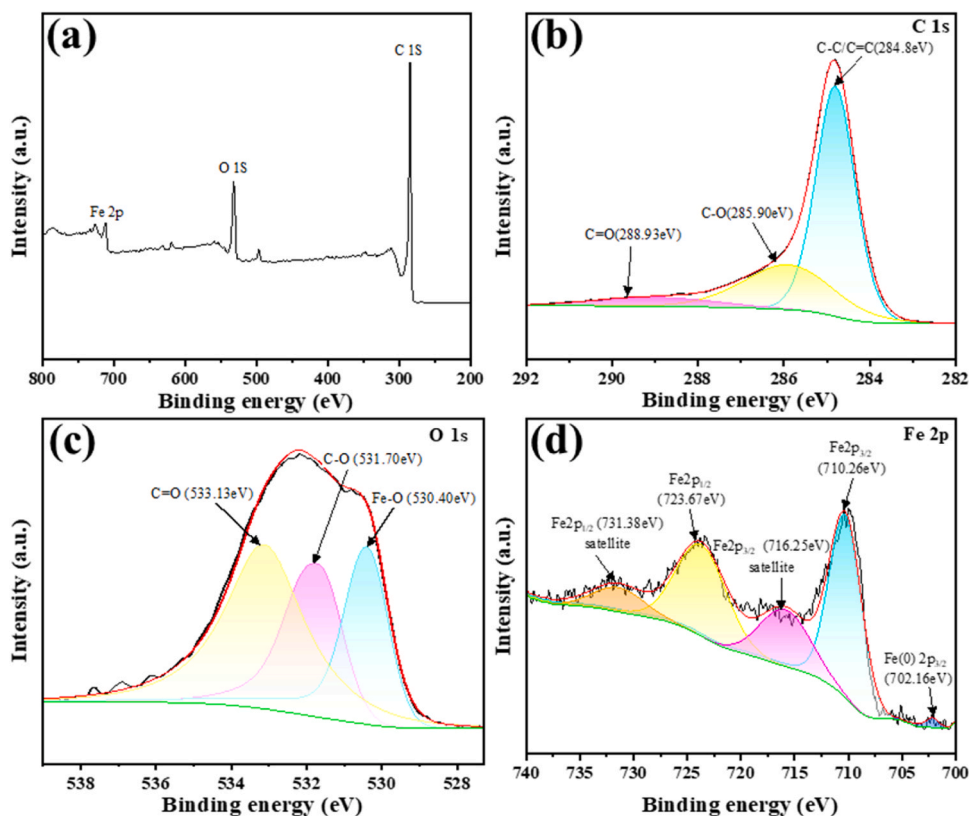 (a)
C 1S
O 1S
Fe 2p
Intensity (a.u.)
800 700 600 500 400 300 200
Binding energy (eV)
(b)
C 1s
C-C/C=C(284.8eV)
C-O(285.90eV)
C=O(288.93eV)
Intensity (a.u.)
292 290 288 286 284 282
Binding energy (eV)
(c)
O 1s
C-O (531.70eV)
C=O (533.13eV)
Fe-O (530.40eV)
Intensity (a.u.)
538 536 534 532 530 528
Binding energy (eV)
(d)
Fe 2p
Fe2p3/2
(710.26eV)
Fe2p1/2
(723.67eV)
Fe2p1/2 (731.38eV)
satellite
Fe2p3/2 (716.25eV)
satellite
Fe(0) 2p3/2
(702.16eV)
Intensity (a.u.)
740 735 730 725 720 715 710 705 700
Binding energy (eV)